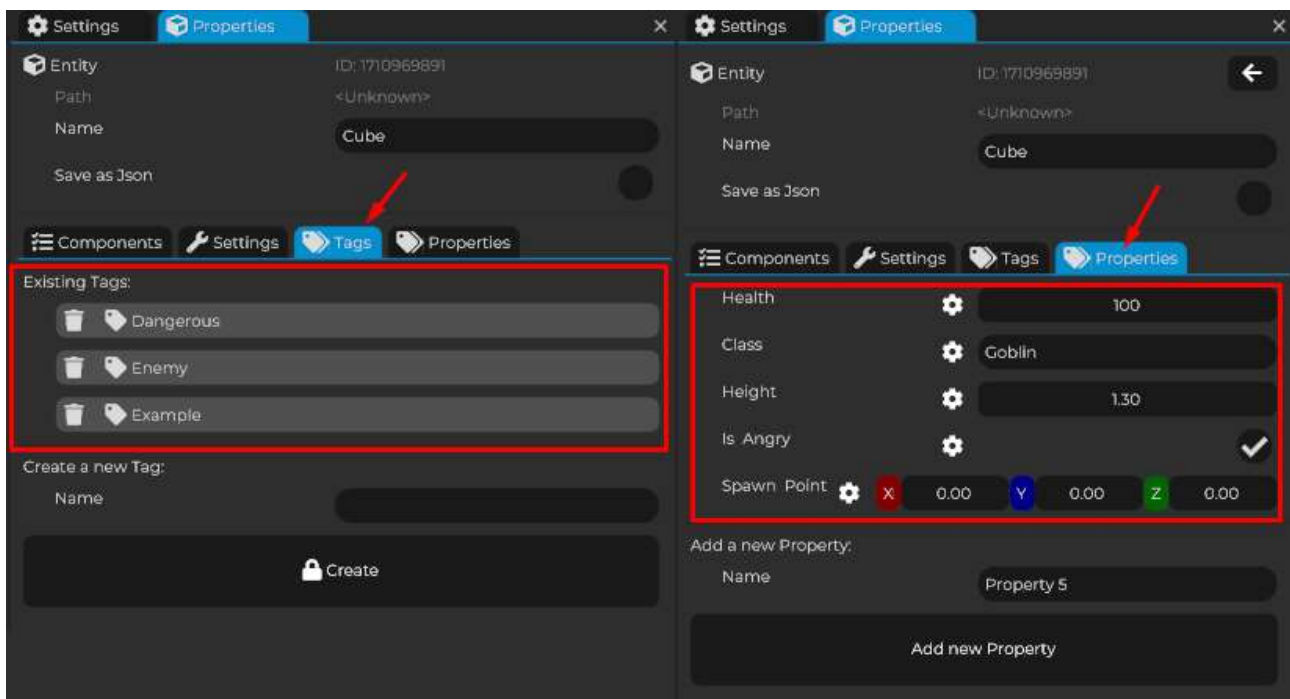 Settings Properties
Entity ID: 1710969891
Path <Unknown>
Name Cube
Save as Json
Components Settings Tags Properties
Existing Tags:
Dangerous
Enemy
Example
Create a new Tag:
Name
Create
Settings Properties
Entity ID: 1710969891
Path <Unknown>
Name Cube
Save as Json
Components Settings Tags Properties
Health 100
Class Goblin
Height 1.30
Is Angry
Spawn Point X 0.00 Y 0.00 Z 0.00
Add a new Property:
Name Property 5
Add new Property